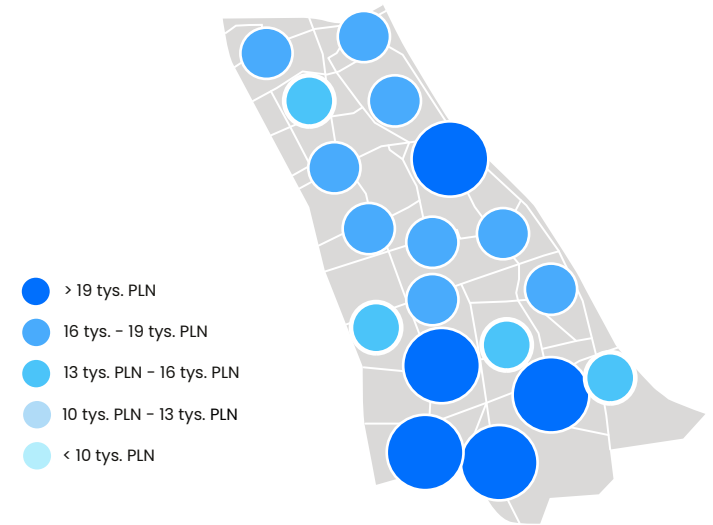 > 19 tys. PLN
16 tys. - 19 tys. PLN
13 tys. PLN - 16 tys. PLN
10 tys. PLN - 13 tys. PLN
< 10 tys. PLN